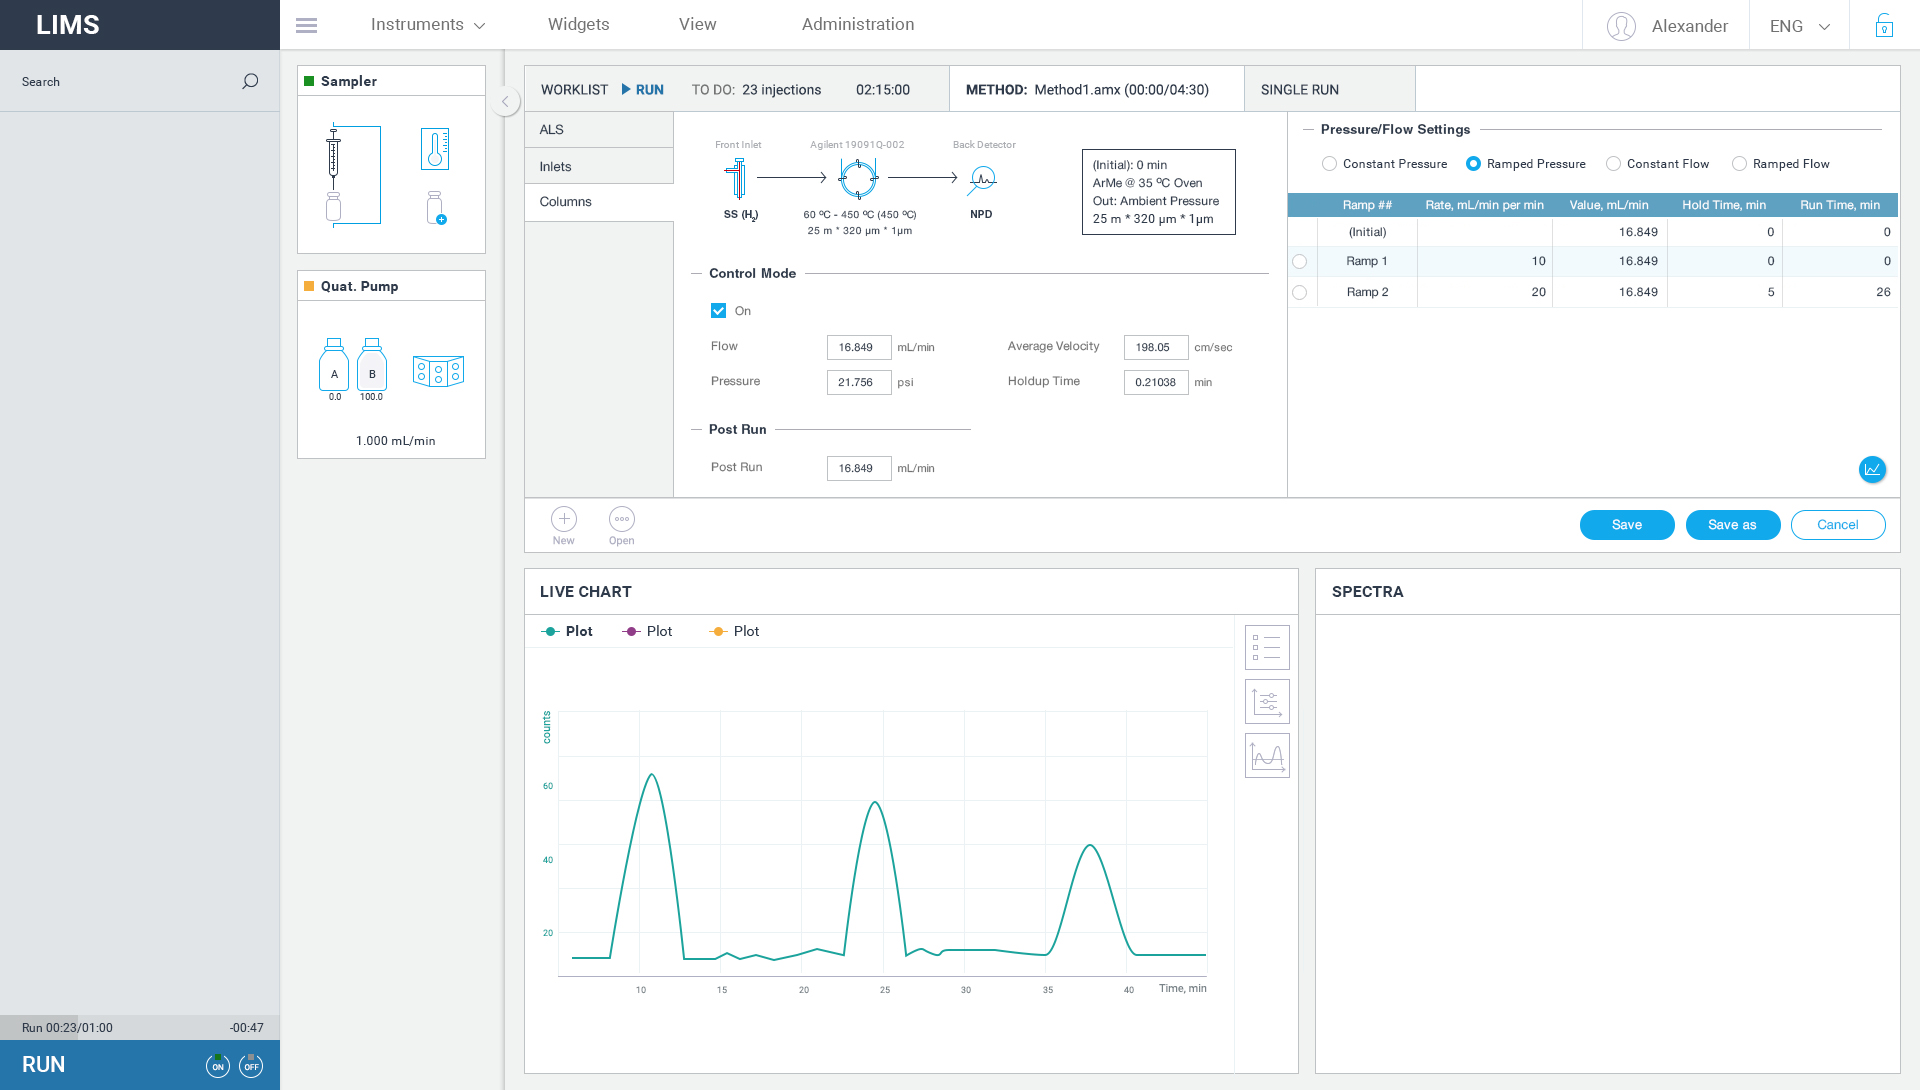 LIMS
Instruments
Widgets
View
Administration
Alexander
ENG
Search
Run 00:23/01:00
-00:47
RUN
ON
OFF
Sampler
Quat. Pump
A
B
0.0
100.0
1.000 mL/min
WORKLIST
RUN
TO DO: 23 injections
02:15:00
METHOD: Method1.amx (00:00/04:30)
SINGLE RUN
ALS
Inlets
Columns
Front Inlet
Agilent 19091Q-002
Back Detector
SS (H2)
60 ºC - 450 ºC (450 ºC)
25 m * 320 µm * 1µm
NPD
(Initial): 0 min
ArMe @ 35 ºC Oven
Out: Ambient Pressure
25 m * 320 µm * 1µm
Control Mode
On
Flow
16.849
mL/min
Average Velocity
198.05
cm/sec
Pressure
21.756
psi
Holdup Time
0.21038
min
Post Run
Post Run
16.849
mL/min
Pressure/Flow Settings
Constant Pressure
Ramped Pressure
Constant Flow
Ramped Flow
Ramp ## Rate, mL/min per min Value, mL/min Hold Time, min Run Time, min
(Initial) 16.849 0 0
Ramp 1 10 16.849 0 0
Ramp 2 20 16.849 5 26
New
Open
Save
Save as
Cancel
LIVE CHART
Plot
Plot
Plot
counts
60
40
20
10
15
20
25
30
35
40
Time, min
SPECTRA